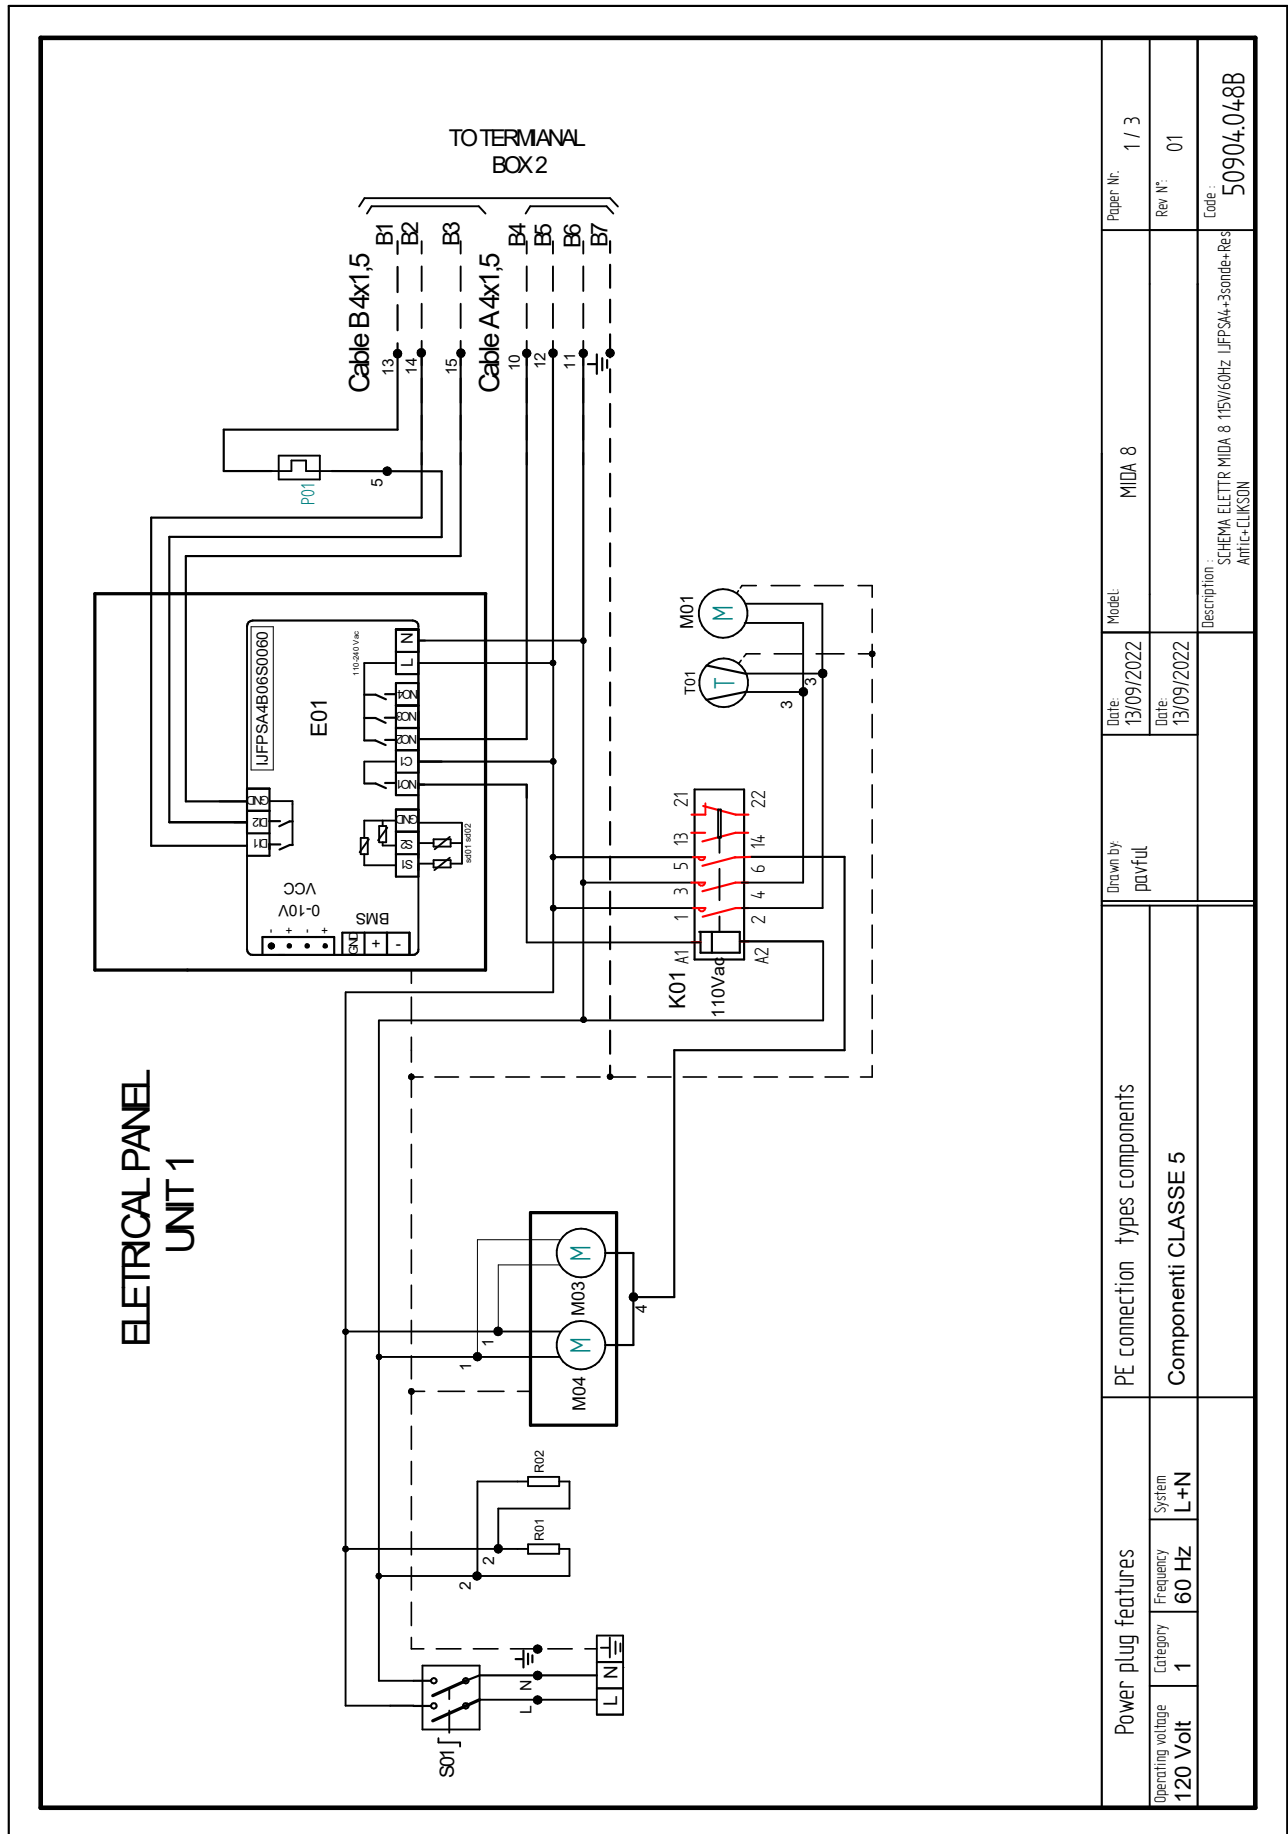 ELETRICAL PANEL
UNIT 1
TO TERMIANAL
BOX 2
Cable B 4x1,5
B1
B2
B3
Cable A 4x1,5
B4
B5
B6
B7
13
14
15
10
12
11
P01
5
IJFPSA4B06S0060
E01
110-240 Vac
DI1
DI2
GND
0-10V
VCC
- + - +
BMS
GND
+
-
S1
S2
GND
sd01 sd02
NO1
C1
NO2
NO3
NO4
L
N
K01
110Vac
A1
A2
1
3
5
13
21
2
4
6
14
22
T01
T
M01
M
3
3
M04
M
M03
M
4
1
1
R01
R02
2
2
S01
L
N
L
N
Power plug features
Operating voltage
120 Volt
Category
1
Frequency
60 Hz
System
L+N
PE connection types components
Componenti CLASSE 5
Drawn by:
pavful
Date:
13/09/2022
Date:
13/09/2022
Model:
MIDA 8
Description :
SCHEMA ELETTR MIDA 8 115V/60Hz IJFPSA4+3sonde+Res
Antic+CLIKSON
Paper Nr.
1 / 3
Rev N°:
01
Code :
50904.048B